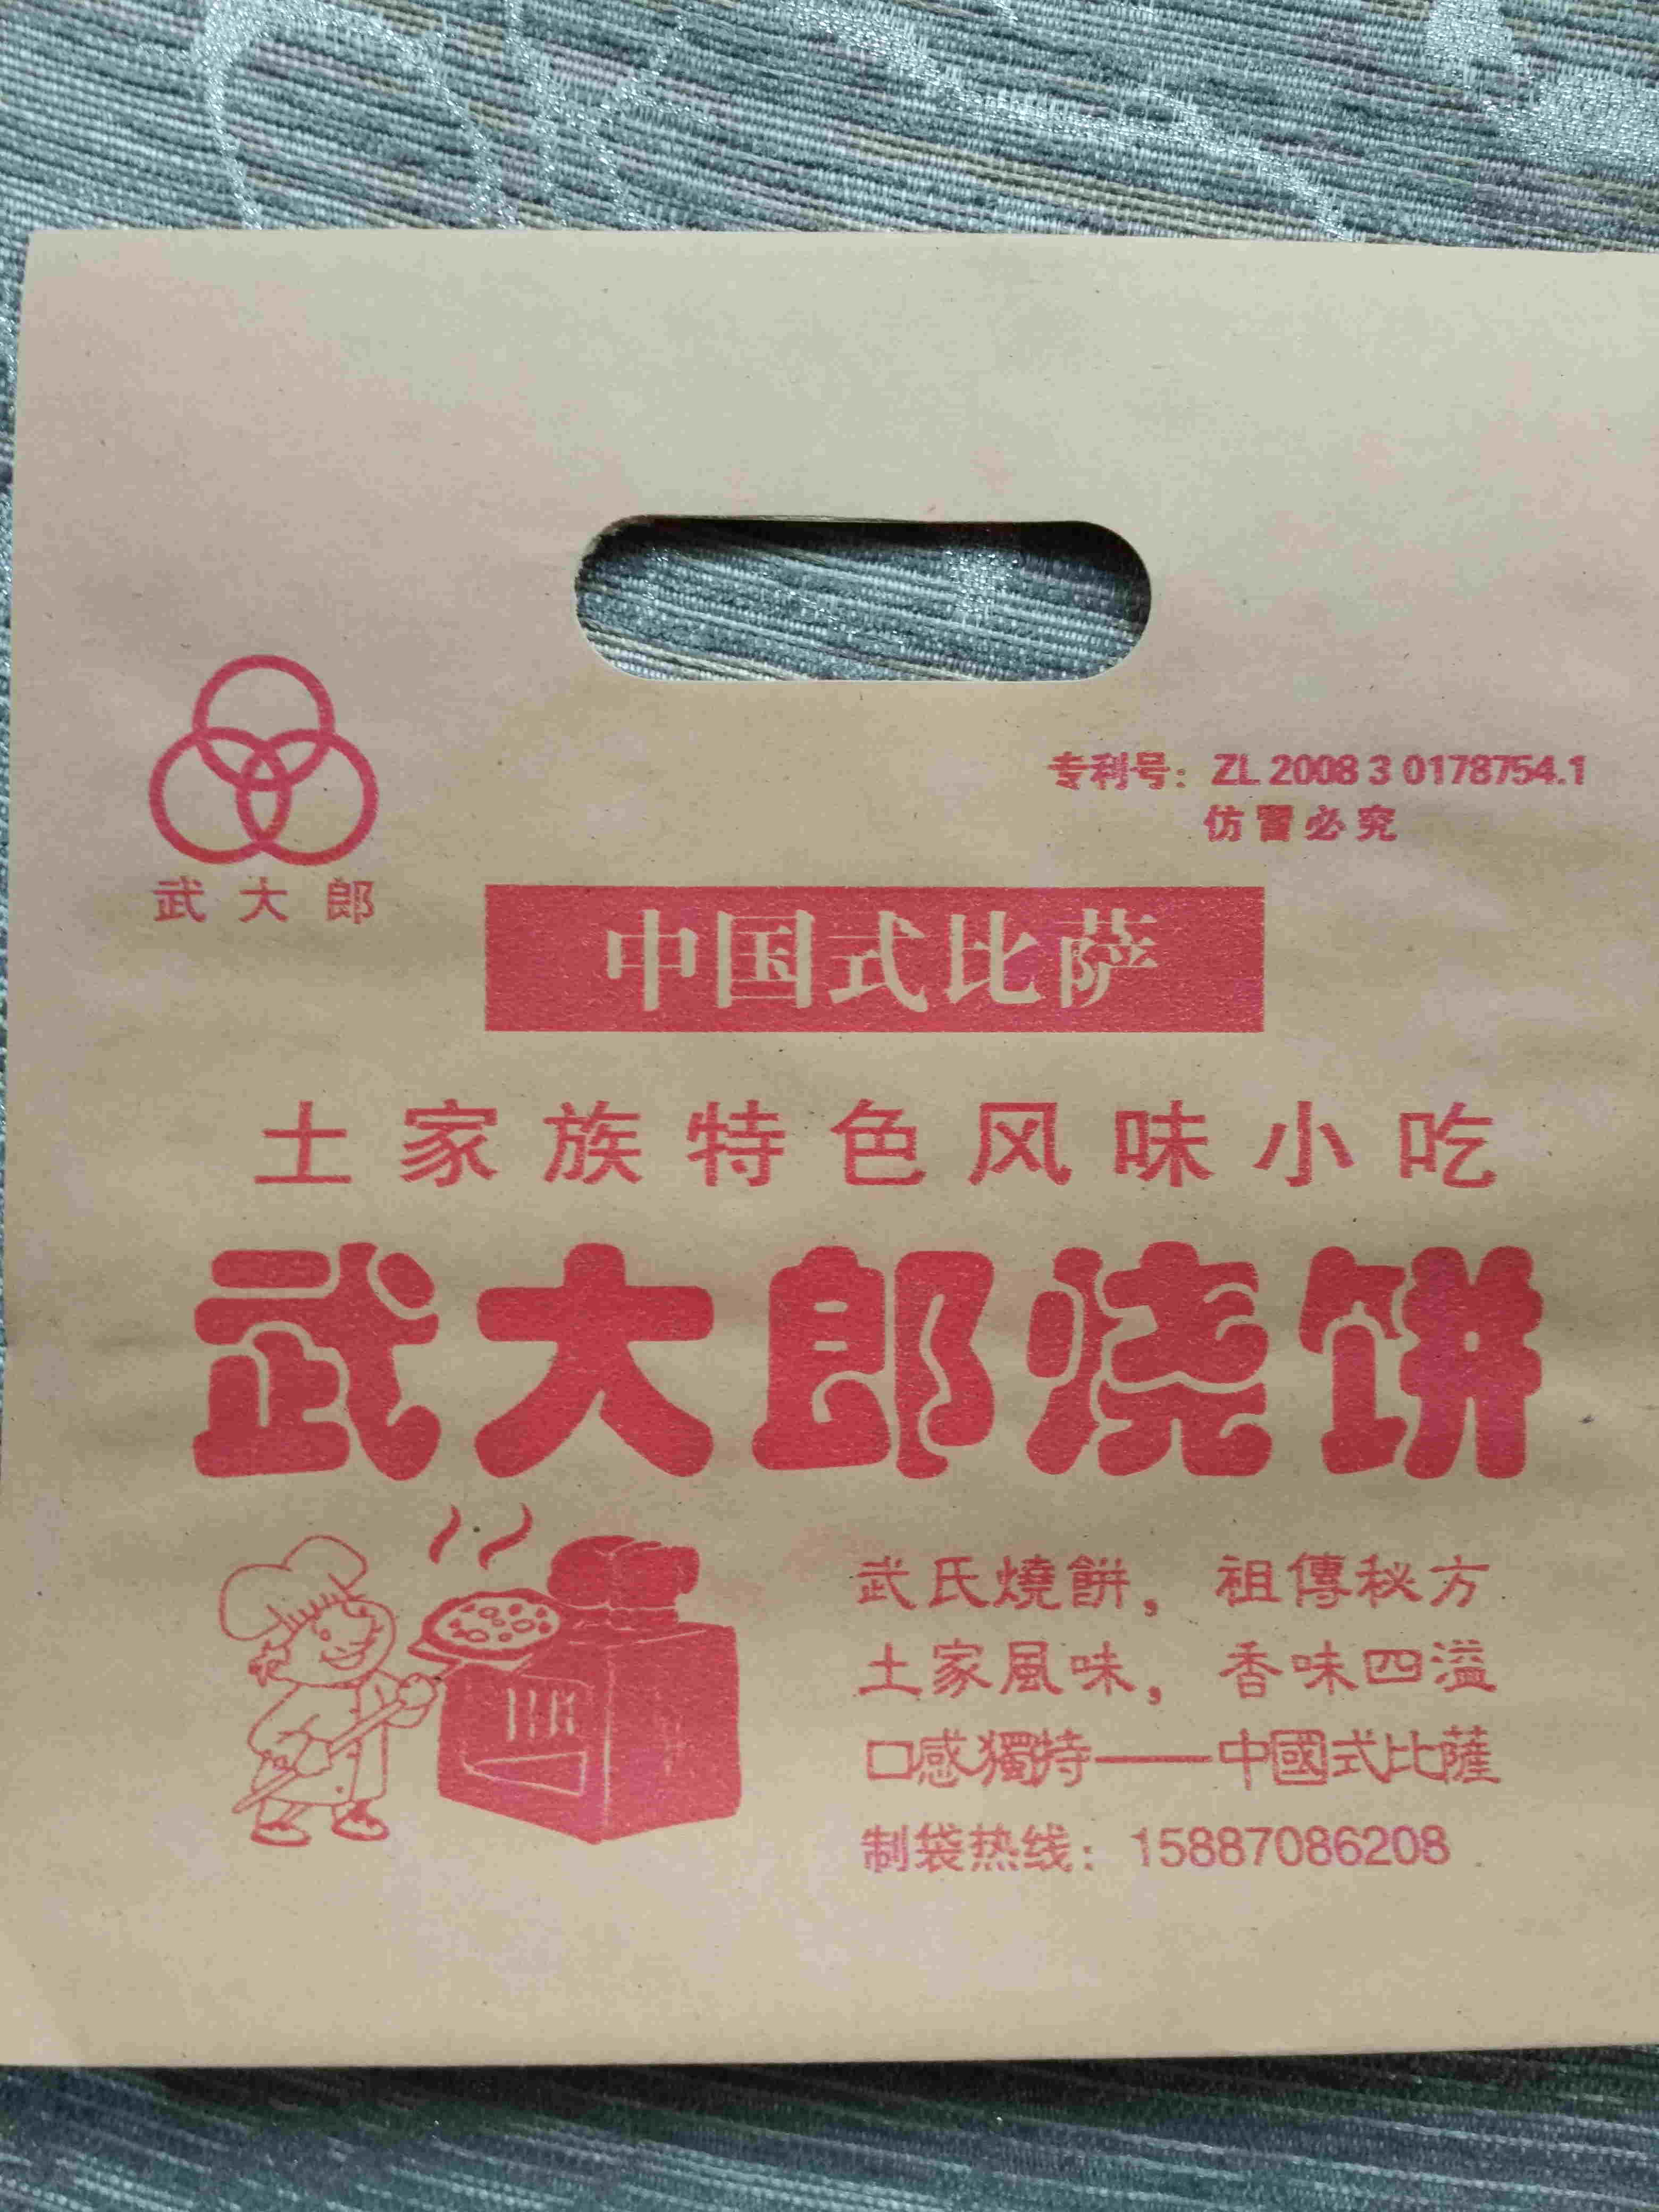 专利号：ZL 2008 3 0178754.1
仿冒必究
武大郎
中国式比萨
土家族特色风味小吃
武大郎烧饼
武氏燒餅，祖傳秘方
土家風味，香味四溢
口感獨特——中國式比薩
制袋热线：15887086208